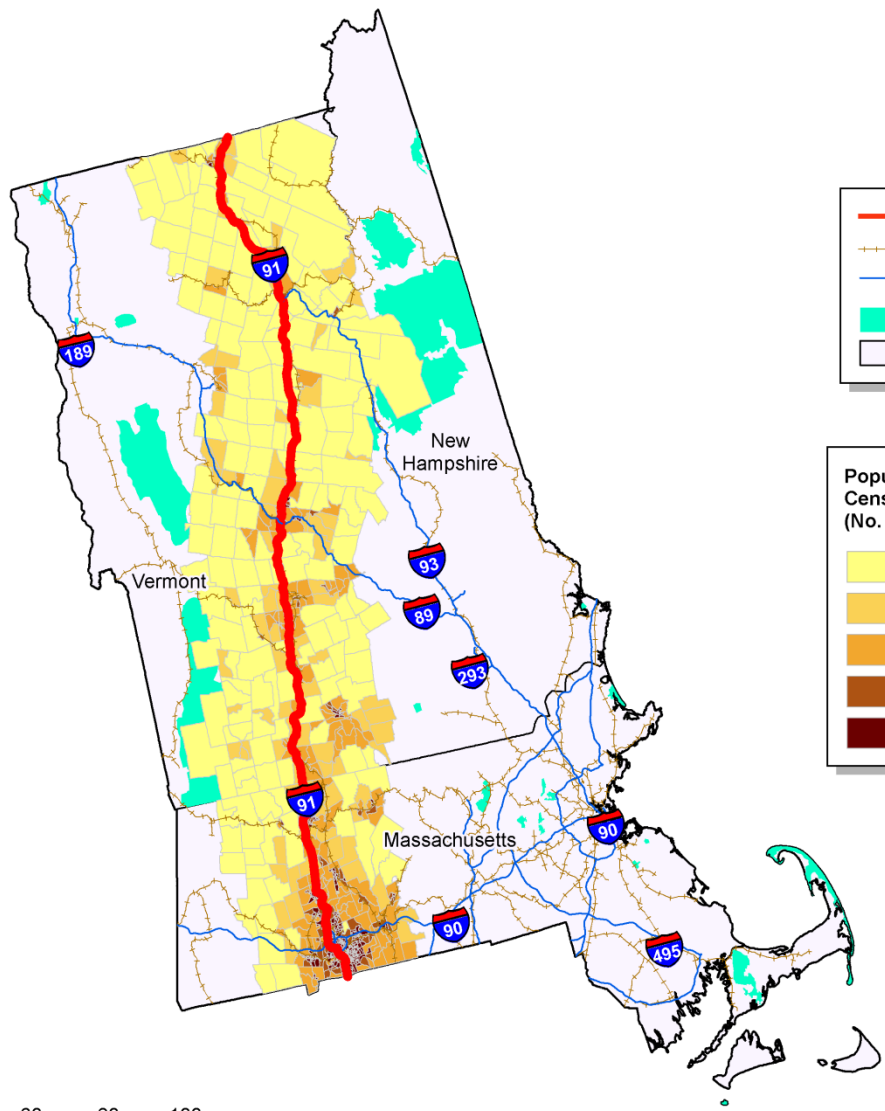 91
189
New
Hampshire
93
Vermont
89
293
91
90
Massachusetts
90
495
Popu
Cens
(No.